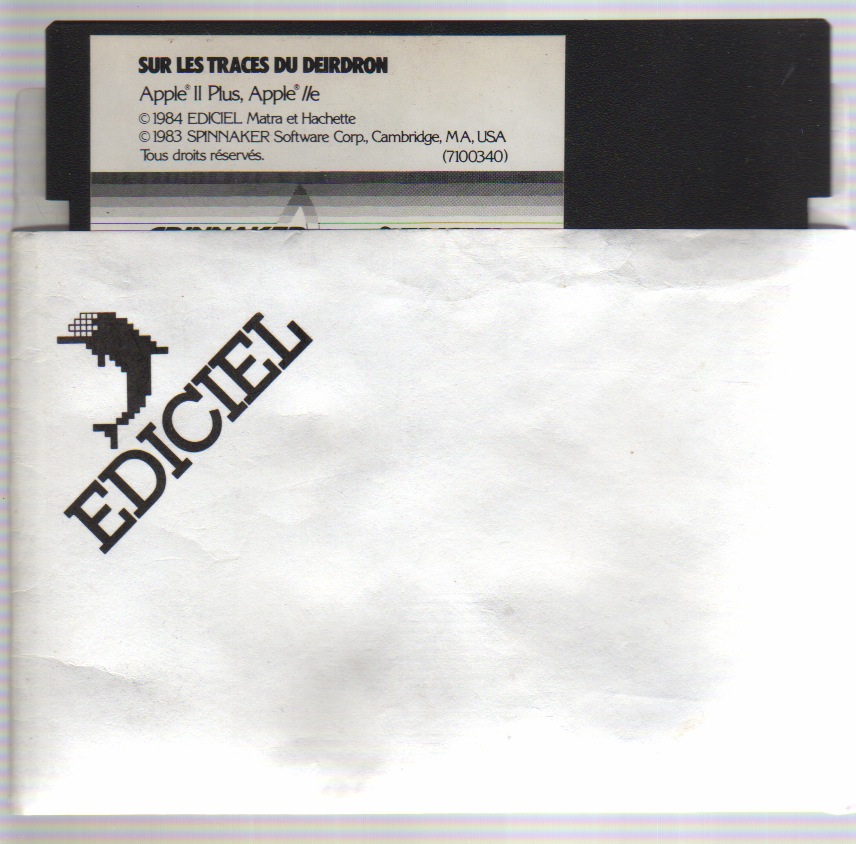 SUR LES TRACES DU DEIRDRON
Apple® II Plus, Apple® //e
© 1984 EDICIEL Matra et Hachette
© 1983 SPINNAKER Software Corp., Cambridge, MA, USA
Tous droits réservés. (7100340)
SPINNAKER
EDICIEL